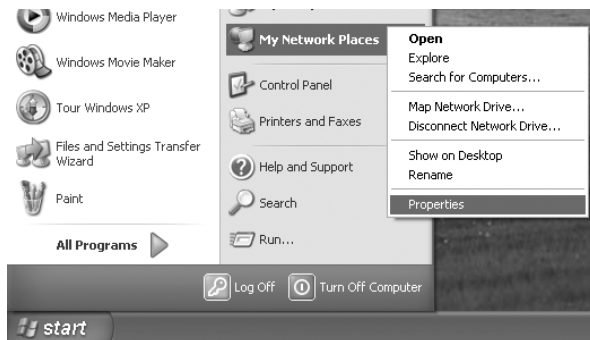 Windows Media Player
Windows Movie Maker
Tour Windows XP
Files and Settings Transfer
Wizard
Paint
All Programs
My Network Places
Control Panel
Printers and Faxes
Help and Support
Search
Run...
Open
Explore
Search for Computers...
Map Network Drive...
Disconnect Network Drive...
Show on Desktop
Rename
Properties
Log Off
Turn Off Computer
start